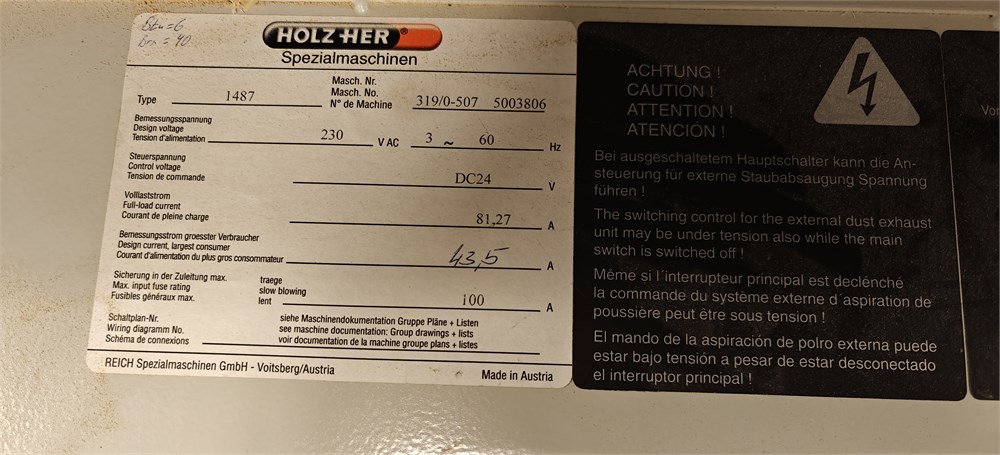 HOLZ-HER®
Spezialmaschinen
Type 1487
Masch. Nr.
Masch. No.
N° de Machine 319/0-507 5003806
Bemessungsspannung
Design voltage
Tension d'alimentation 230 V AC 3 ~ 60 Hz
Steuerspannung
Control voltage
Tension de commande DC24 V
Volllaststrom
Full-load current
Courant de pleine charge 81,27 A
Bemessungsstrom groesster Verbraucher
Design current, largest consumer
Courant d'alimentation du plus gros consommateur 43,5 A
Sicherung in der Zuleitung max. traege
Max. input fuse rating slow blowing
Fusibles généraux max. lent 100 A
Schaltplan-Nr. siehe Maschinendokumentation Gruppe Pläne + Listen
Wiring diagramm No. see maschine documentation: Group drawings + lists
Schéma de connexions voir documentation de la machine groupe plans + listes
REICH Spezialmaschinen GmbH - Voitsberg/Austria Made in Austria
ACHTUNG !
CAUTION !
ATTENTION !
ATENCIÓN !
Bei ausgeschaltetem Hauptschalter kann die An-
steuerung für externe Staubabsaugung Spannung
führen !
The switching control for the external dust exhaust
unit may be under tension also while the main
switch is switched off !
Même si l´interrupteur principal est declènché
la commande du système externe d´aspiration de
poussière peut être sous tension !
El mando de la aspiración de polro externa puede
estar bajo tensión a pesar de estar desconectado
el interruptor principal !